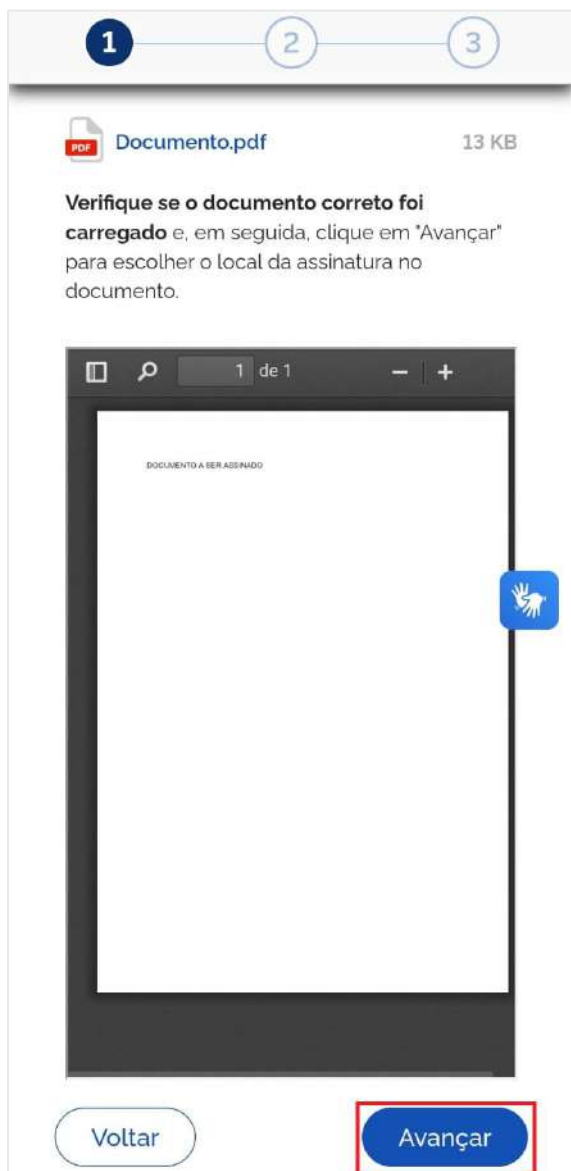 1 2 3
PDF Documento.pdf 13 KB
Verifique se o documento correto foi
carregado e, em seguida, clique em "Avançar"
para escolher o local da assinatura no
documento.
1 de 1
DOCUMENTO A SER ASSINADO
Voltar Avançar